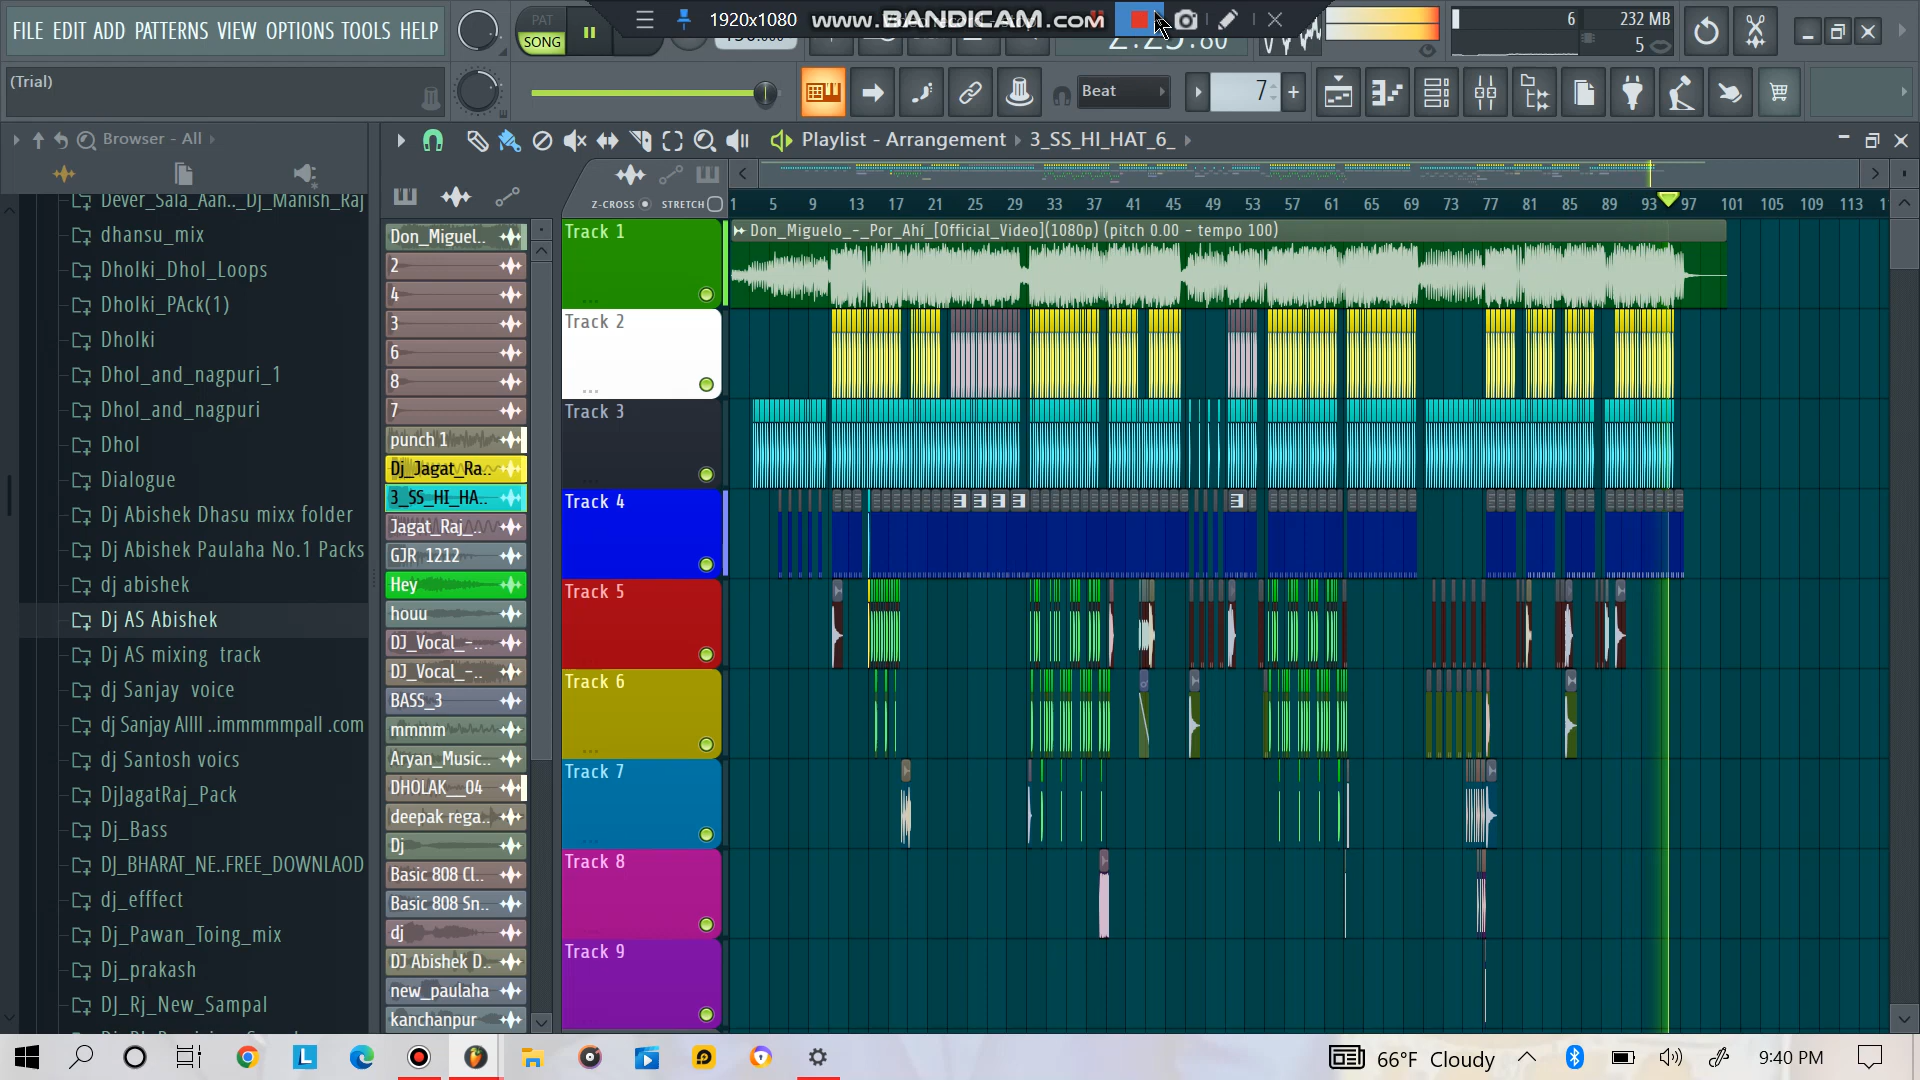 FILE EDIT ADD PATTERNS VIEW OPTIONS TOOLS HELP
PAT
SONG
1920x1080
www.BANDICAM.com
6
232 MB
5
(Trial)
Beat
7
Browser - All
Playlist - Arrangement
3_SS_HI_HAT_6_
Z-CROSS
STRETCH
1 5 9 13 17 21 25 29 33 37 41 45 49 53 57 61 65 69 73 77 81 85 89 93 97 101 105 109 113
Dever_Sala_Aan.._Dj_Manish_Raj
dhansu_mix
Dholki_Dhol_Loops
Dholki_PAck(1)
Dholki
Dhol_and_nagpuri_1
Dhol_and_nagpuri
Dhol
Dialogue
Dj Abishek Dhasu mixx folder
Dj Abishek Paulaha No.1 Packs
dj abishek
Dj AS Abishek
Dj AS mixing track
dj Sanjay voice
dj Sanjay Allll ..immmmmpall .com
dj Santosh voics
DjJagatRaj_Pack
Dj_Bass
DJ_BHARAT_NE..FREE_DOWNLAOD
dj_efffect
Dj_Pawan_Toing_mix
Dj_prakash
DJ_Rj_New_Sampal
Don_Miguel..
2
4
3
6
8
7
punch 1
Dj_Jagat_Ra..
3_SS_HI_HA..
Jagat_Raj_..
GJR 1212
Hey
houu
DJ_Vocal_-..
DJ_Vocal_-..
BASS_3
mmmm
Aryan_Music..
DHOLAK__04
deepak rega..
Dj
Basic 808 Cl..
Basic 808 Sn..
dj
DJ Abishek D..
new_paulaha
kanchanpur
Track 1
Don_Miguelo_-_Por_Ahí_[Official_Video](1080p) (pitch 0.00 - tempo 100)
Track 2
Track 3
Track 4
Track 5
Track 6
Track 7
Track 8
Track 9
66°F Cloudy
9:40 PM